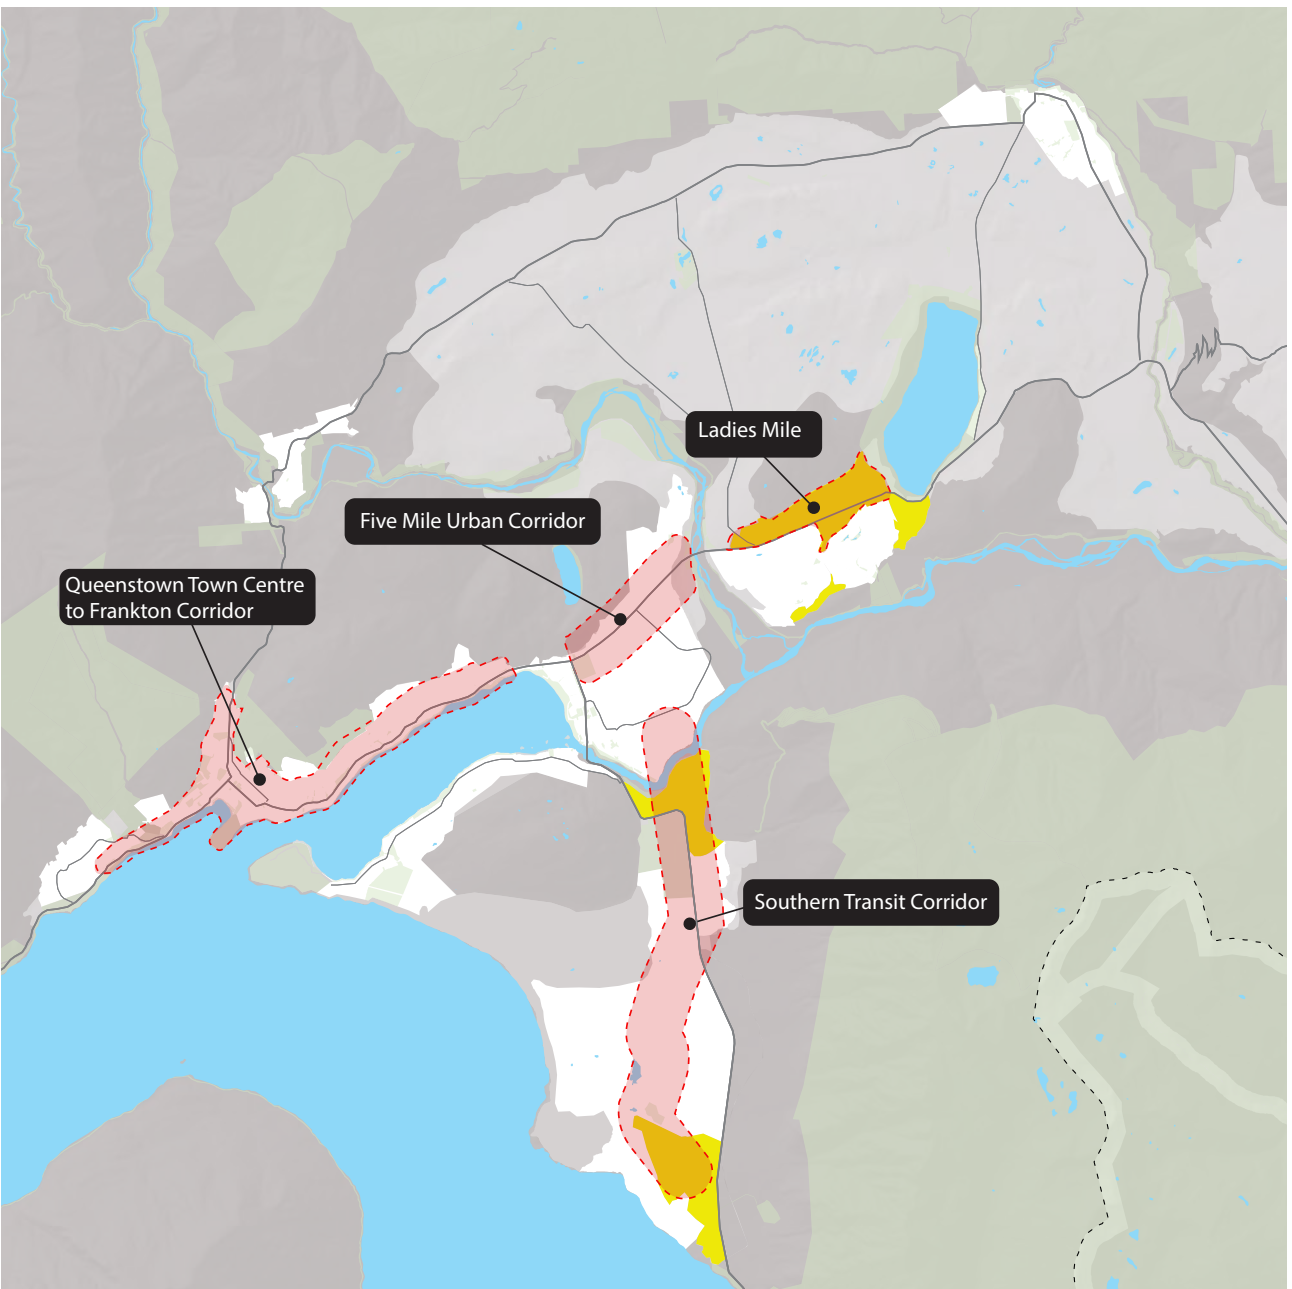 Ladies Mile
Five Mile Urban Corridor
Queenstown Town Centre
to Frankton Corridor
Southern Transit Corridor